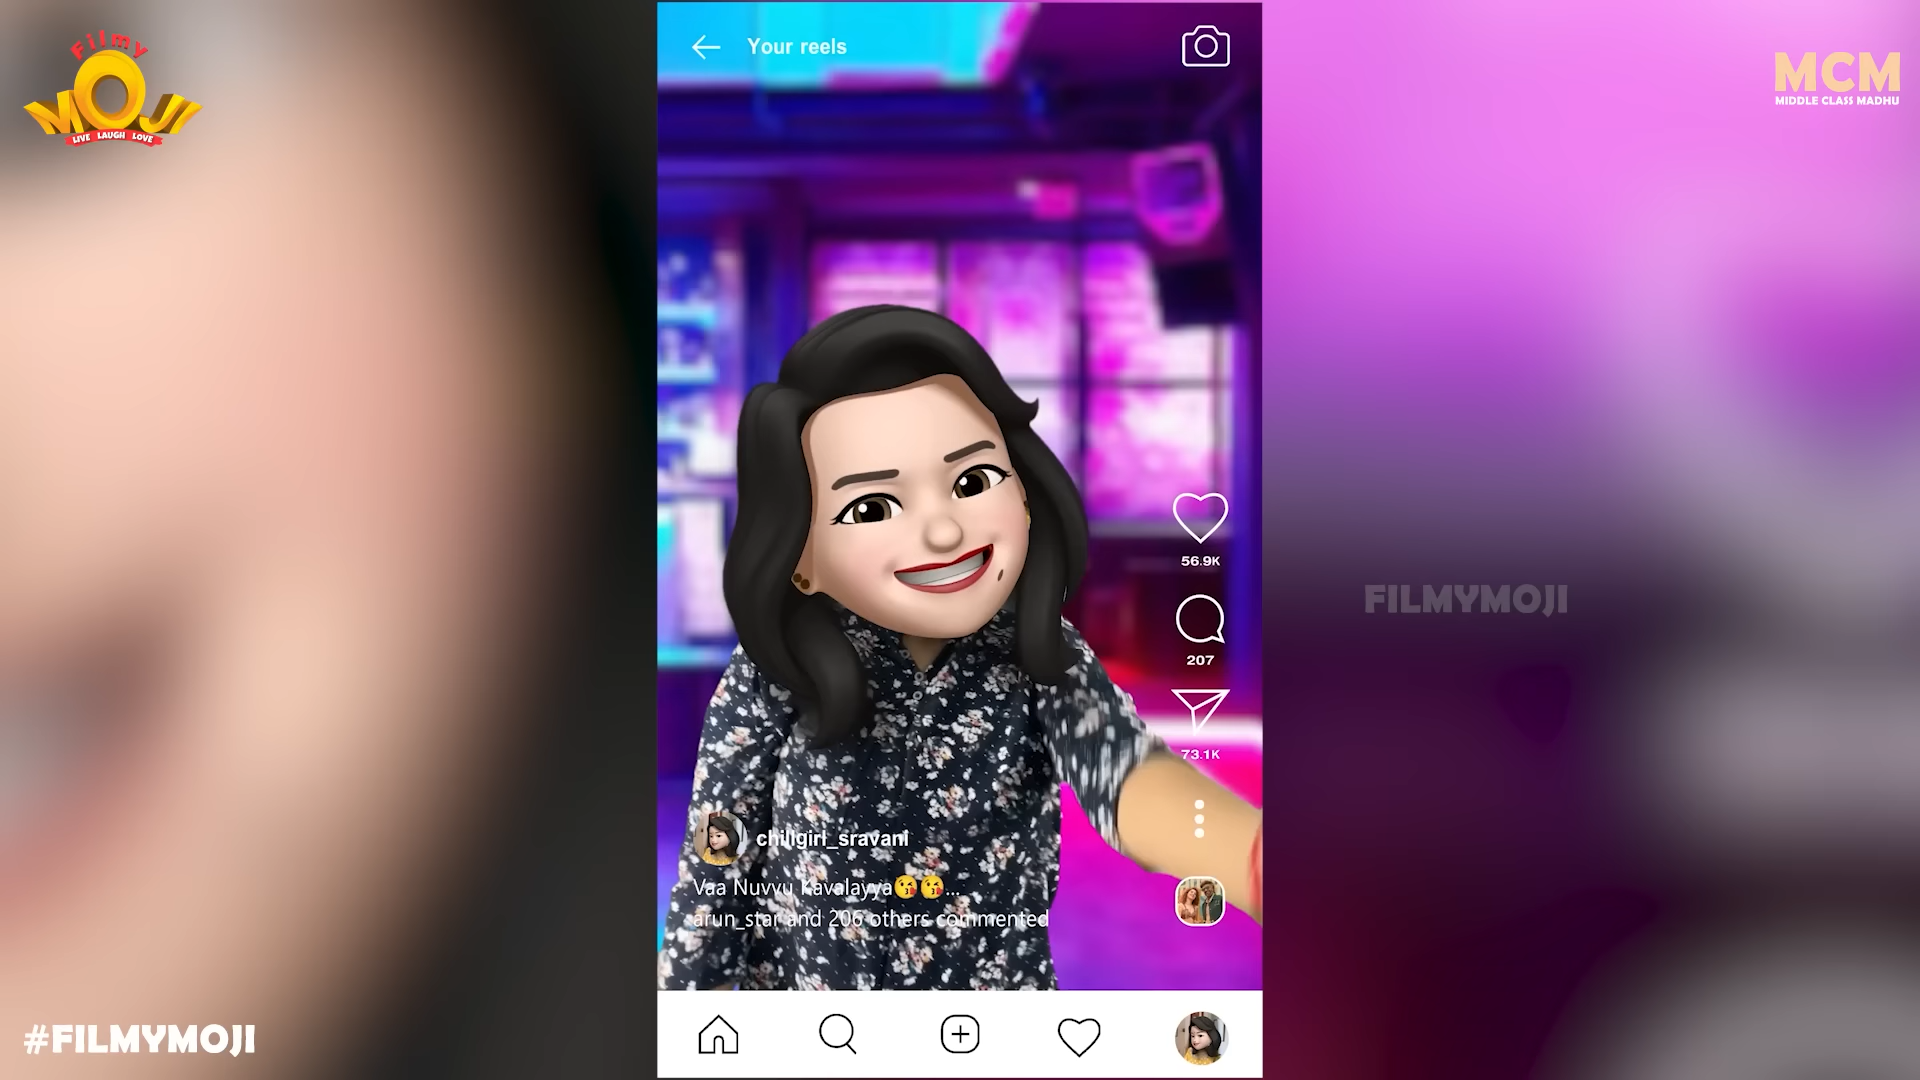 Filmy
MOJI
LIVE LAUGH LOVE
Your reels
MCM
MIDDLE CLASS MADHU
56.9K
207
73.1K
FILMYMOJI
chillgirl_sravani
Vaa Nuvvu Kavalayya😘😘...
arun_star and 206 others commented
#FILMYMOJI